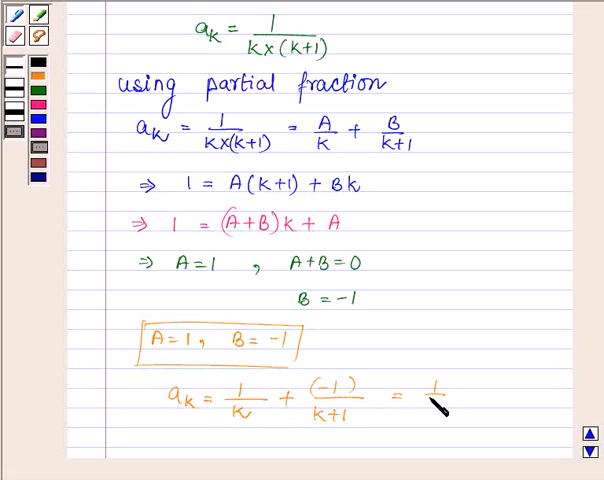 a_k = 1/(k×(k+1))
using partial fraction
a_k = 1/(k×(k+1)) = A/k + B/(k+1)
⇒ 1 = A(k+1) + Bk
⇒ 1 = (A+B)k + A
⇒ A=1 , A+B=0
B = -1
A=1, B=-1
a_k = 1/k + (-1)/(k+1) = 1/